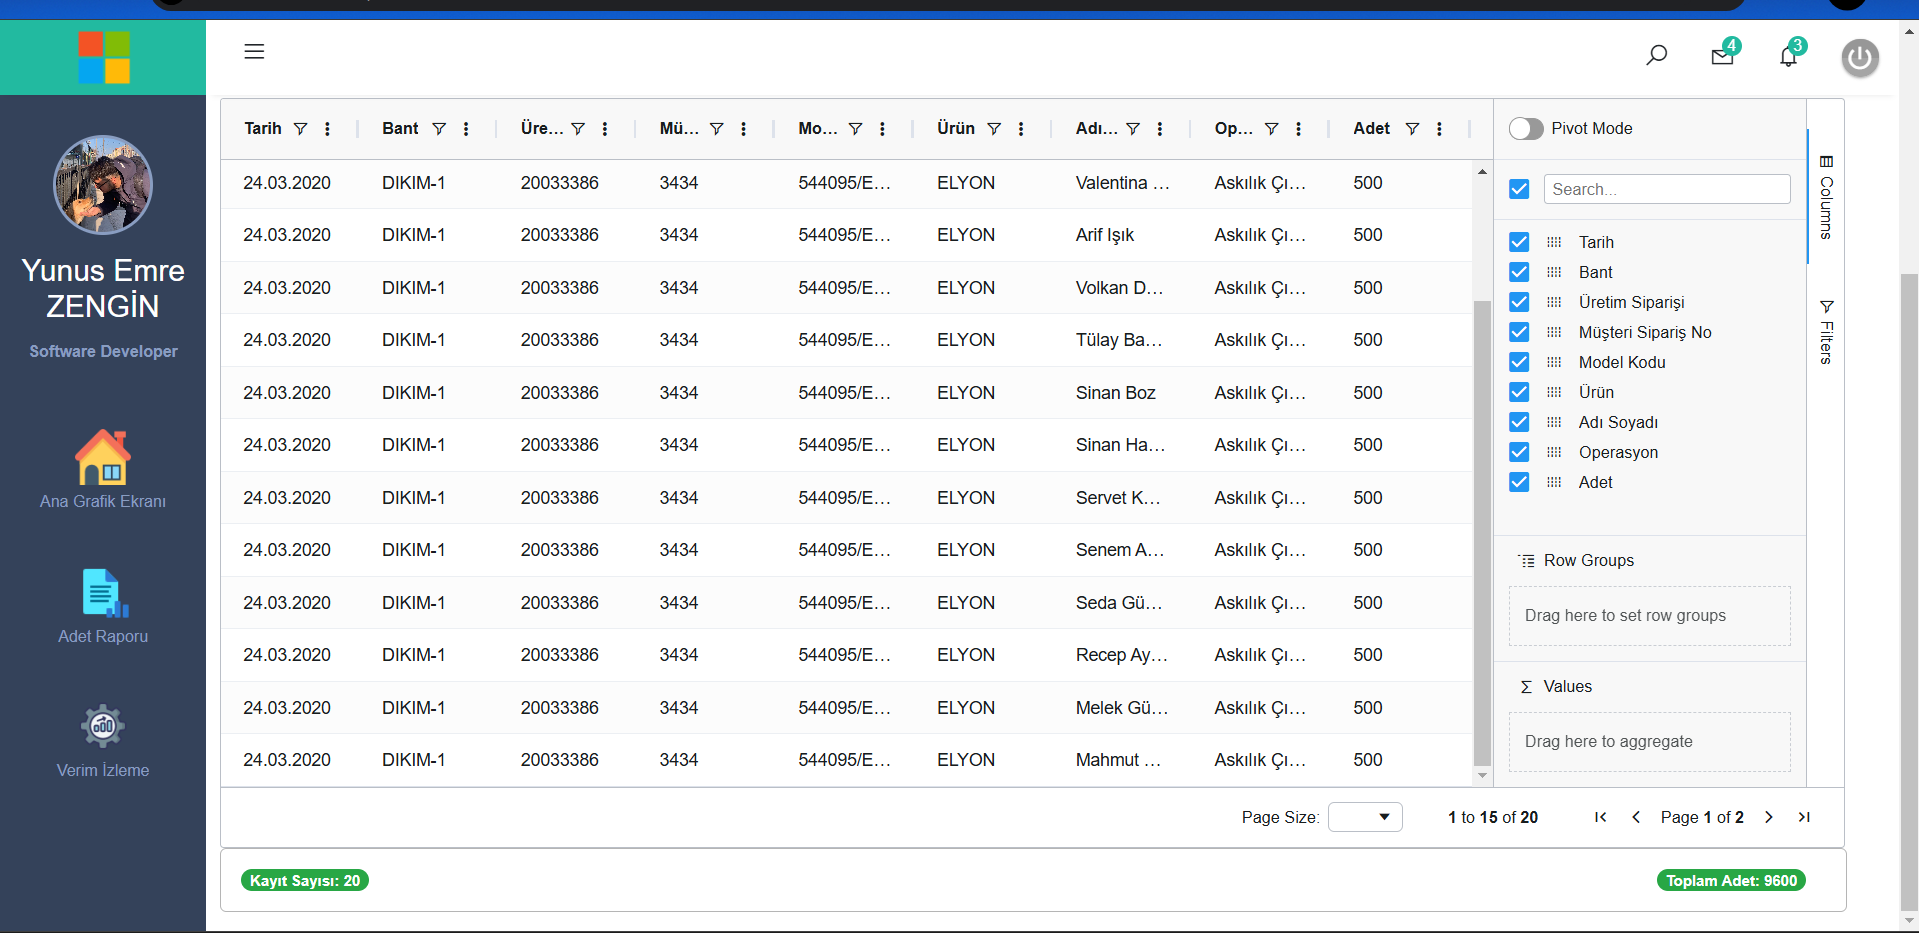 4
3
Yunus Emre
ZENGİN
Software Developer
Ana Grafik Ekranı
Adet Raporu
Verim İzleme
Tarih Bant Üre... Mü... Mo... Ürün Adı... Op... Adet
24.03.2020 DIKIM-1 20033386 3434 544095/E... ELYON Valentina ... Askılık Çı... 500
24.03.2020 DIKIM-1 20033386 3434 544095/E... ELYON Arif Işık Askılık Çı... 500
24.03.2020 DIKIM-1 20033386 3434 544095/E... ELYON Volkan D... Askılık Çı... 500
24.03.2020 DIKIM-1 20033386 3434 544095/E... ELYON Tülay Ba... Askılık Çı... 500
24.03.2020 DIKIM-1 20033386 3434 544095/E... ELYON Sinan Boz Askılık Çı... 500
24.03.2020 DIKIM-1 20033386 3434 544095/E... ELYON Sinan Ha... Askılık Çı... 500
24.03.2020 DIKIM-1 20033386 3434 544095/E... ELYON Servet K... Askılık Çı... 500
24.03.2020 DIKIM-1 20033386 3434 544095/E... ELYON Senem A... Askılık Çı... 500
24.03.2020 DIKIM-1 20033386 3434 544095/E... ELYON Seda Gü... Askılık Çı... 500
24.03.2020 DIKIM-1 20033386 3434 544095/E... ELYON Recep Ay... Askılık Çı... 500
24.03.2020 DIKIM-1 20033386 3434 544095/E... ELYON Melek Gü... Askılık Çı... 500
24.03.2020 DIKIM-1 20033386 3434 544095/E... ELYON Mahmut ... Askılık Çı... 500
Pivot Mode
Search...
Tarih
Bant
Üretim Siparişi
Müşteri Sipariş No
Model Kodu
Ürün
Adı Soyadı
Operasyon
Adet
Row Groups
Drag here to set row groups
Values
Drag here to aggregate
Columns
Filters
Page Size: 1 to 15 of 20 Page 1 of 2
Kayıt Sayısı: 20
Toplam Adet: 9600